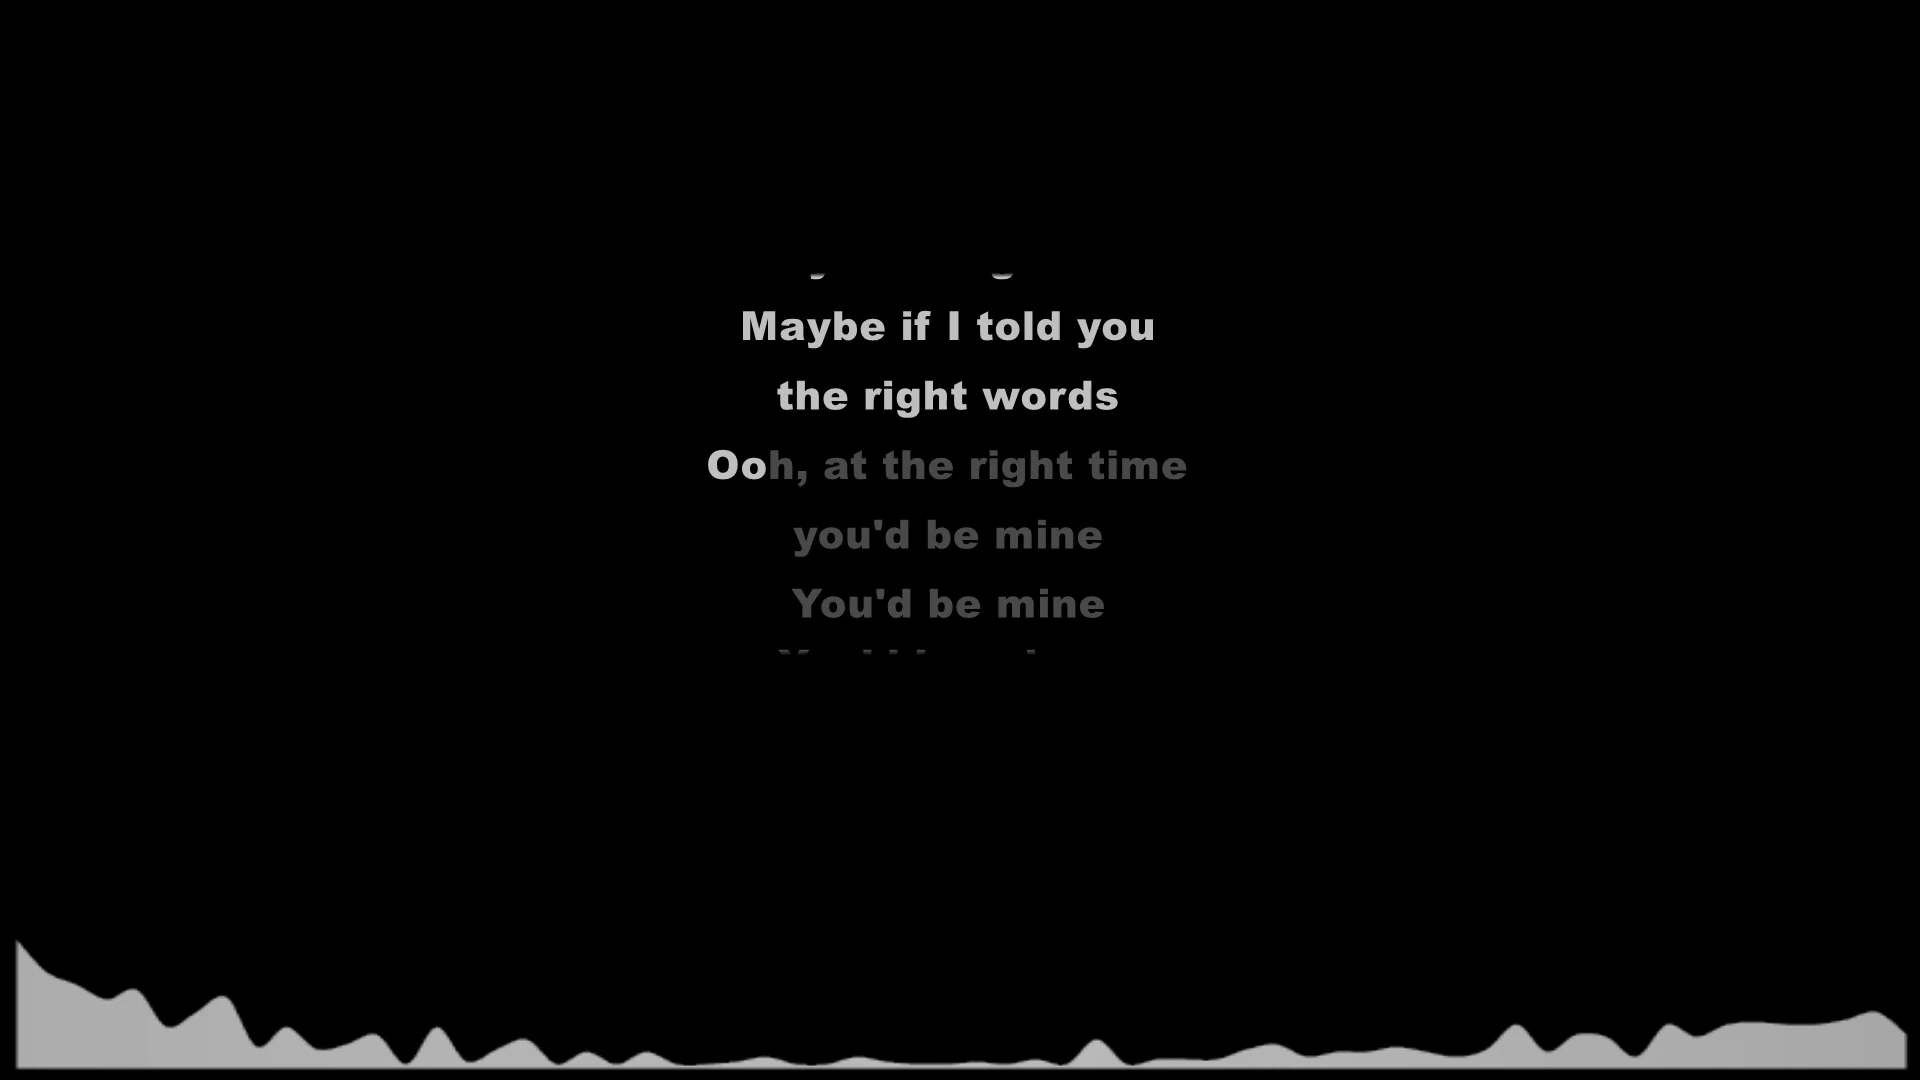 Maybe if I told you
the right words
Ooh, at the right time
you'd be mine
You'd be mine